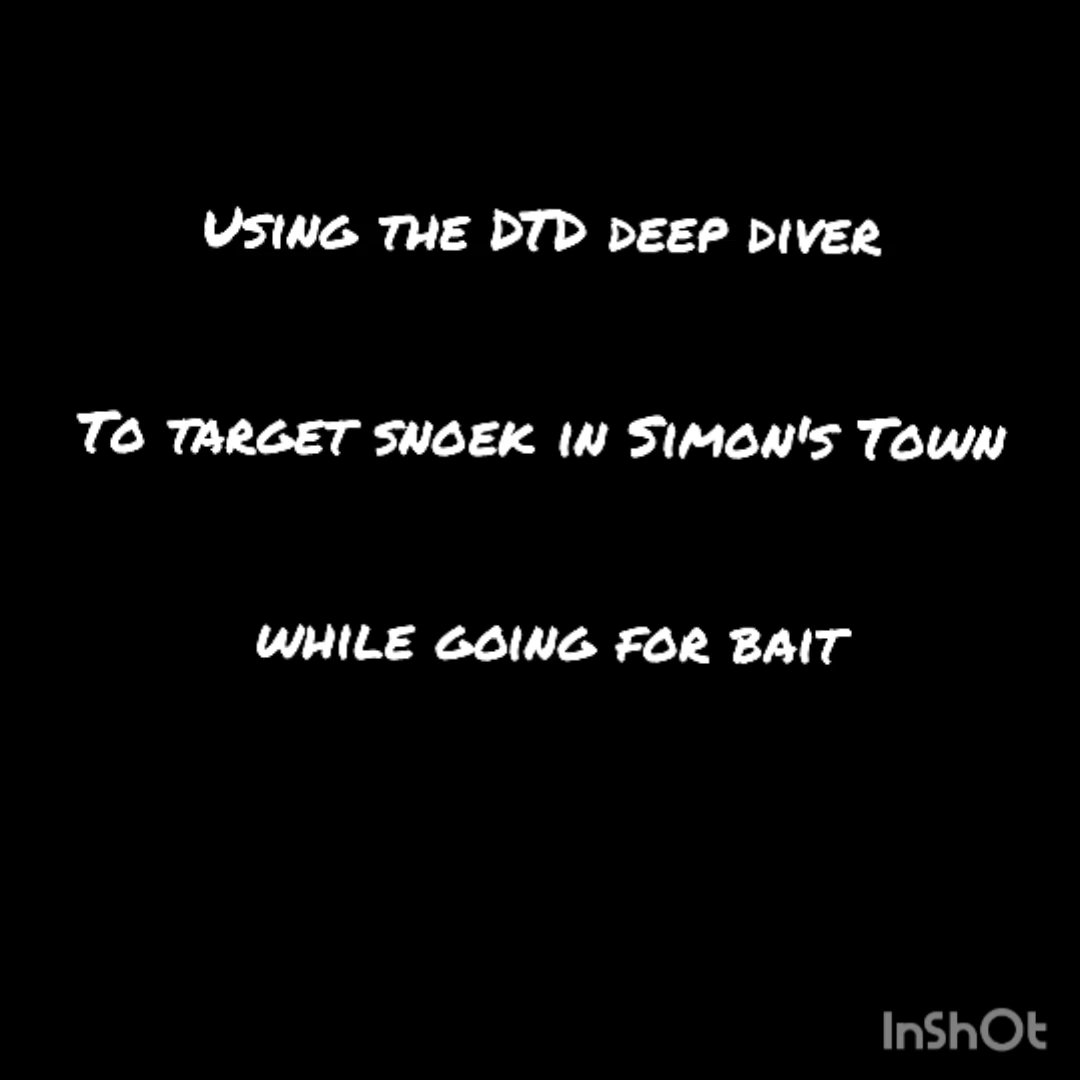 Using the DTD deep diver
To target snoek in Simon's Town
while going for bait
InShOt